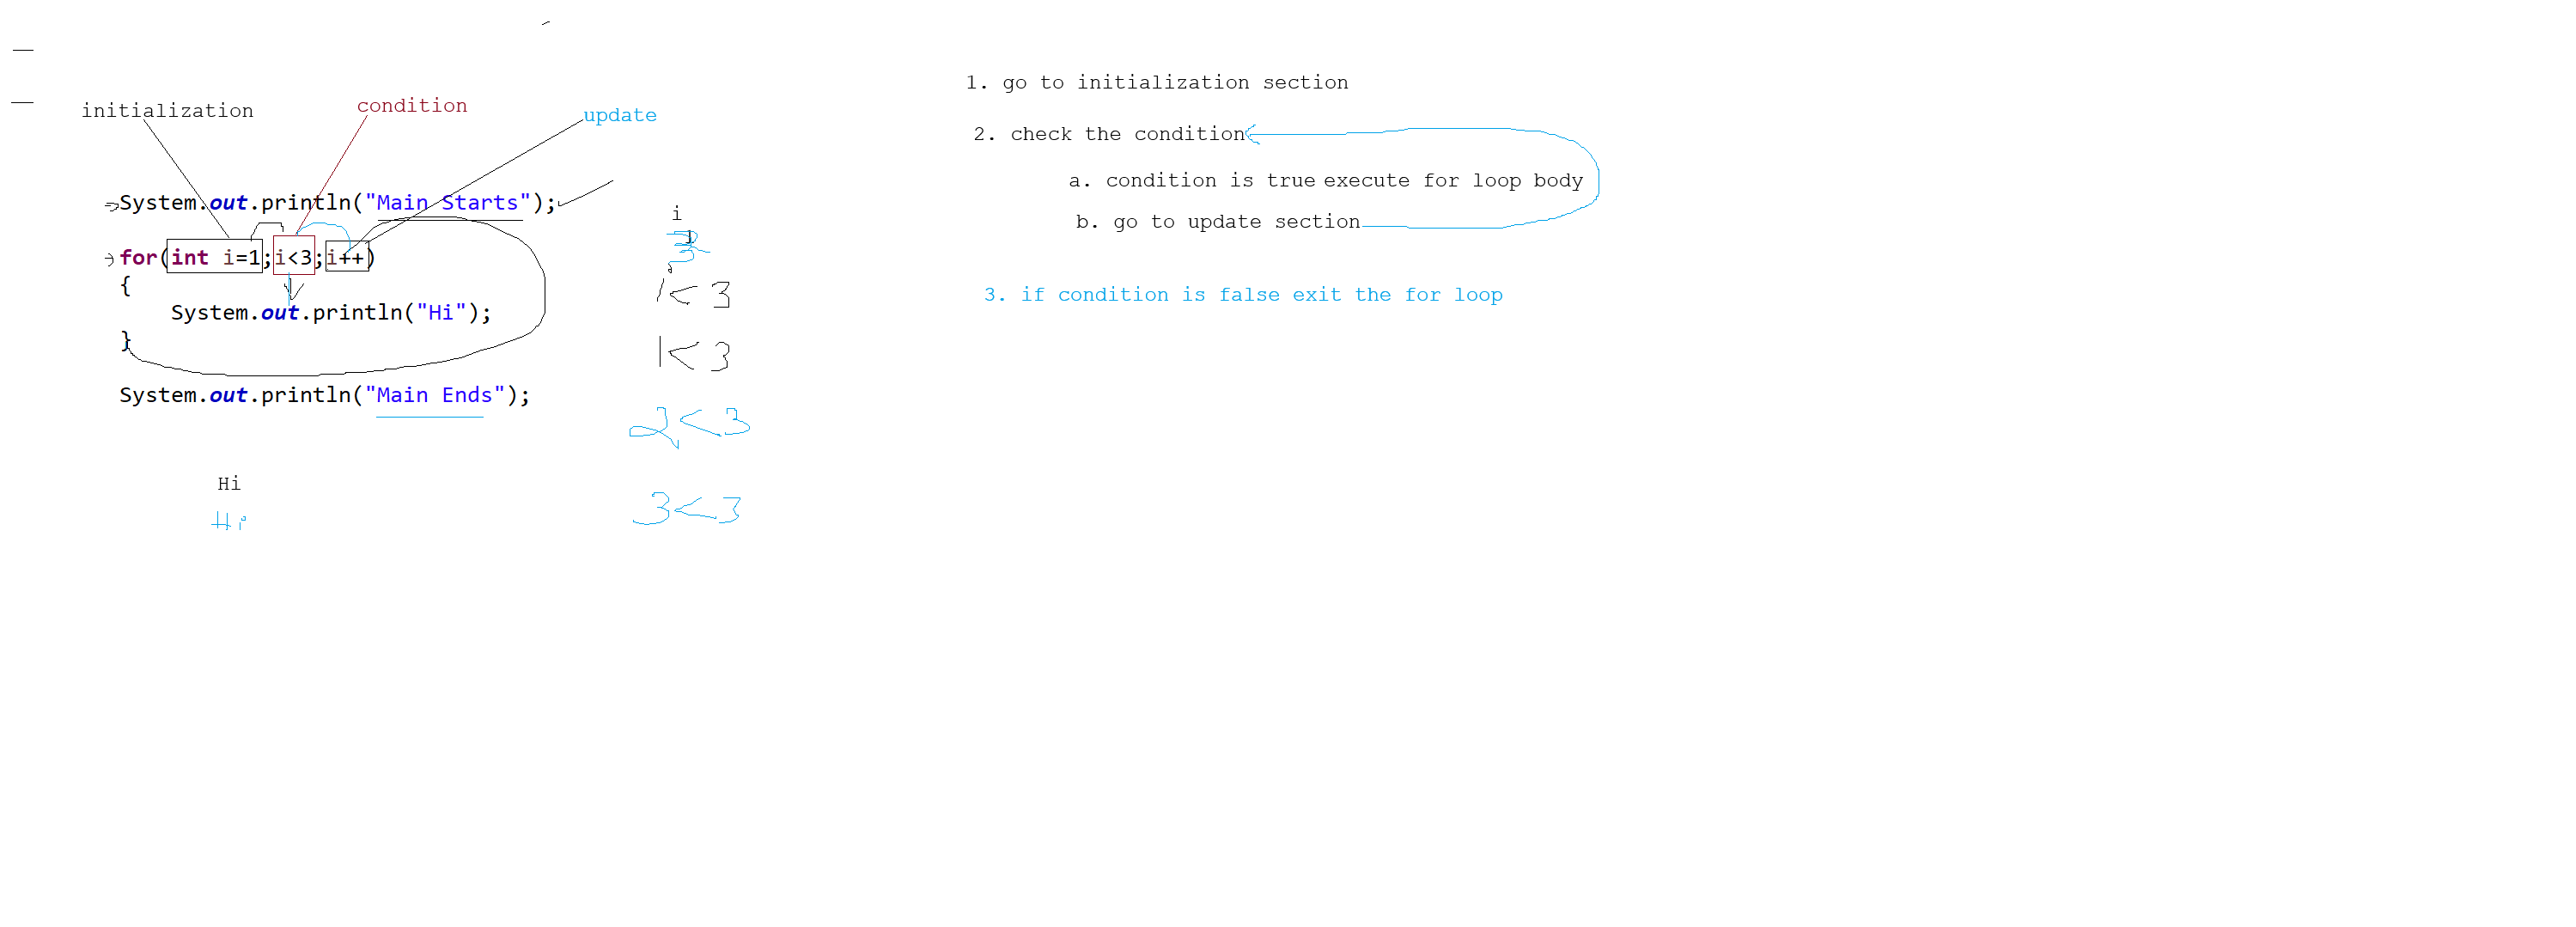 initialization
condition
update
System.out.println("Main Starts");
for(int i=1;i<3;i++)
{
System.out.println("Hi");
}
System.out.println("Main Ends");
Hi
Hi
i
3
1<3
1<3
2<3
3<3
1. go to initialization section
2. check the condition
a. condition is true execute for loop body
b. go to update section
3. if condition is false exit the for loop